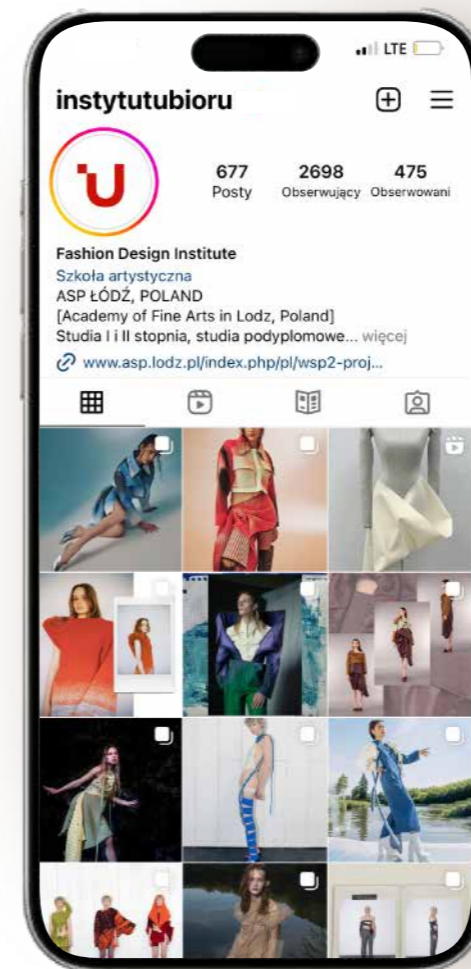 LTE
instytutubioru
U
677 2698 475
Posty Obserwujący Obserwowani
Fashion Design Institute
Szkoła artystyczna
ASP ŁÓDŹ, POLAND
[Academy of Fine Arts in Lodz, Poland]
Studia I i II stopnia, studia podyplomowe... więcej
www.asp.lodz.pl/index.php/pl/wsp2-proj...